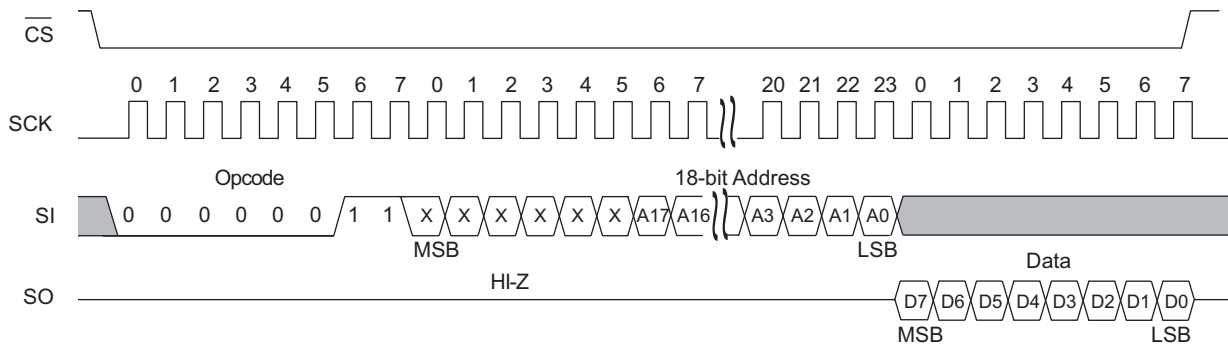 CS
0 1 2 3 4 5 6 7 0 1 2 3 4 5 6 7 20 21 22 23 0 1 2 3 4 5 6 7
SCK
Opcode 18-bit Address
SI 0 0 0 0 0 0 1 1 X X X X X X A17 A16 A3 A2 A1 A0
MSB LSB
HI-Z Data
SO D7 D6 D5 D4 D3 D2 D1 D0
MSB LSB